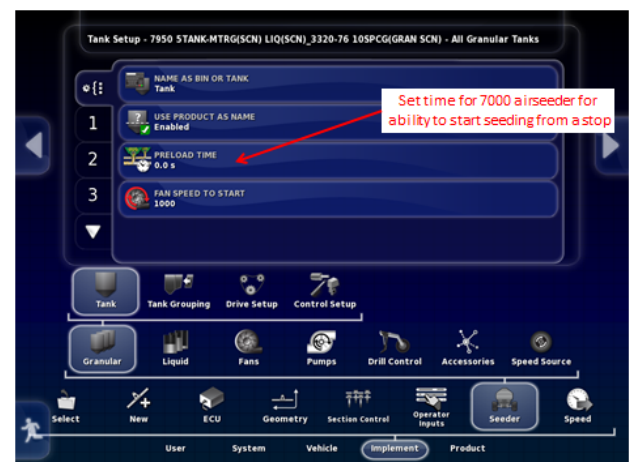 Tank Setup - 7950 5TANK-MTRG(SCN) LIQ(SCN)_3320-76 10SPCG(GRAN SCN) - All Granular Tanks
NAME AS BIN OR TANK
Tank
1
USE PRODUCT AS NAME
Enabled
Set time for 7000 airseeder for
ability to start seeding from a stop
2
PRELOAD TIME
0.0 s
3
FAN SPEED TO START
1000
Tank
Tank Grouping
Drive Setup
Control Setup
Granular
Liquid
Fans
Pumps
Drill Control
Accessories
Speed Source
Select
New
ECU
Geometry
Section Control
Operator
Inputs
Seeder
Speed
User
System
Vehicle
Implement
Product